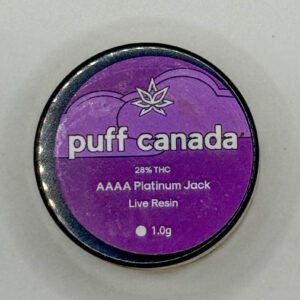 puff canada
28% THC
AAAA Platinum Jack
Live Resin
1.0g